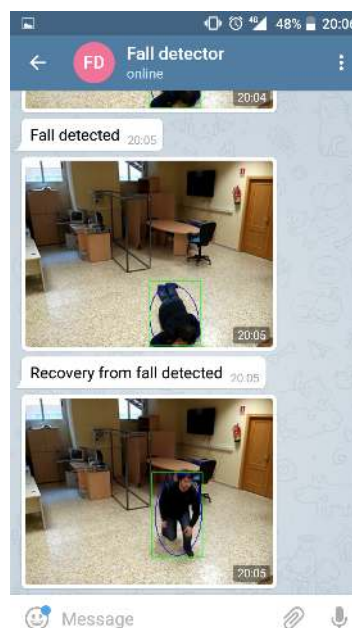 4G 48% 20:06
FD Fall detector
online
20:04
Fall detected 20:05
20:05
Recovery from fall detected 20:05
20:05
Message